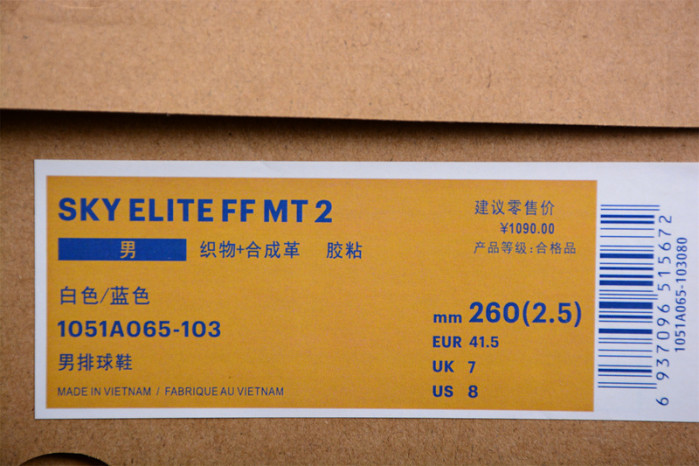 SKY ELITE FF MT 2
男 织物+合成革 胶粘
白色/蓝色
1051A065-103
男排球鞋
MADE IN VIETNAM / FABRIQUE AU VIETNAM
建议零售价
¥1090.00
产品等级:合格品
mm 260(2.5)
EUR 41.5
UK 7
US 8
6 937096 515672
1051A065-103080